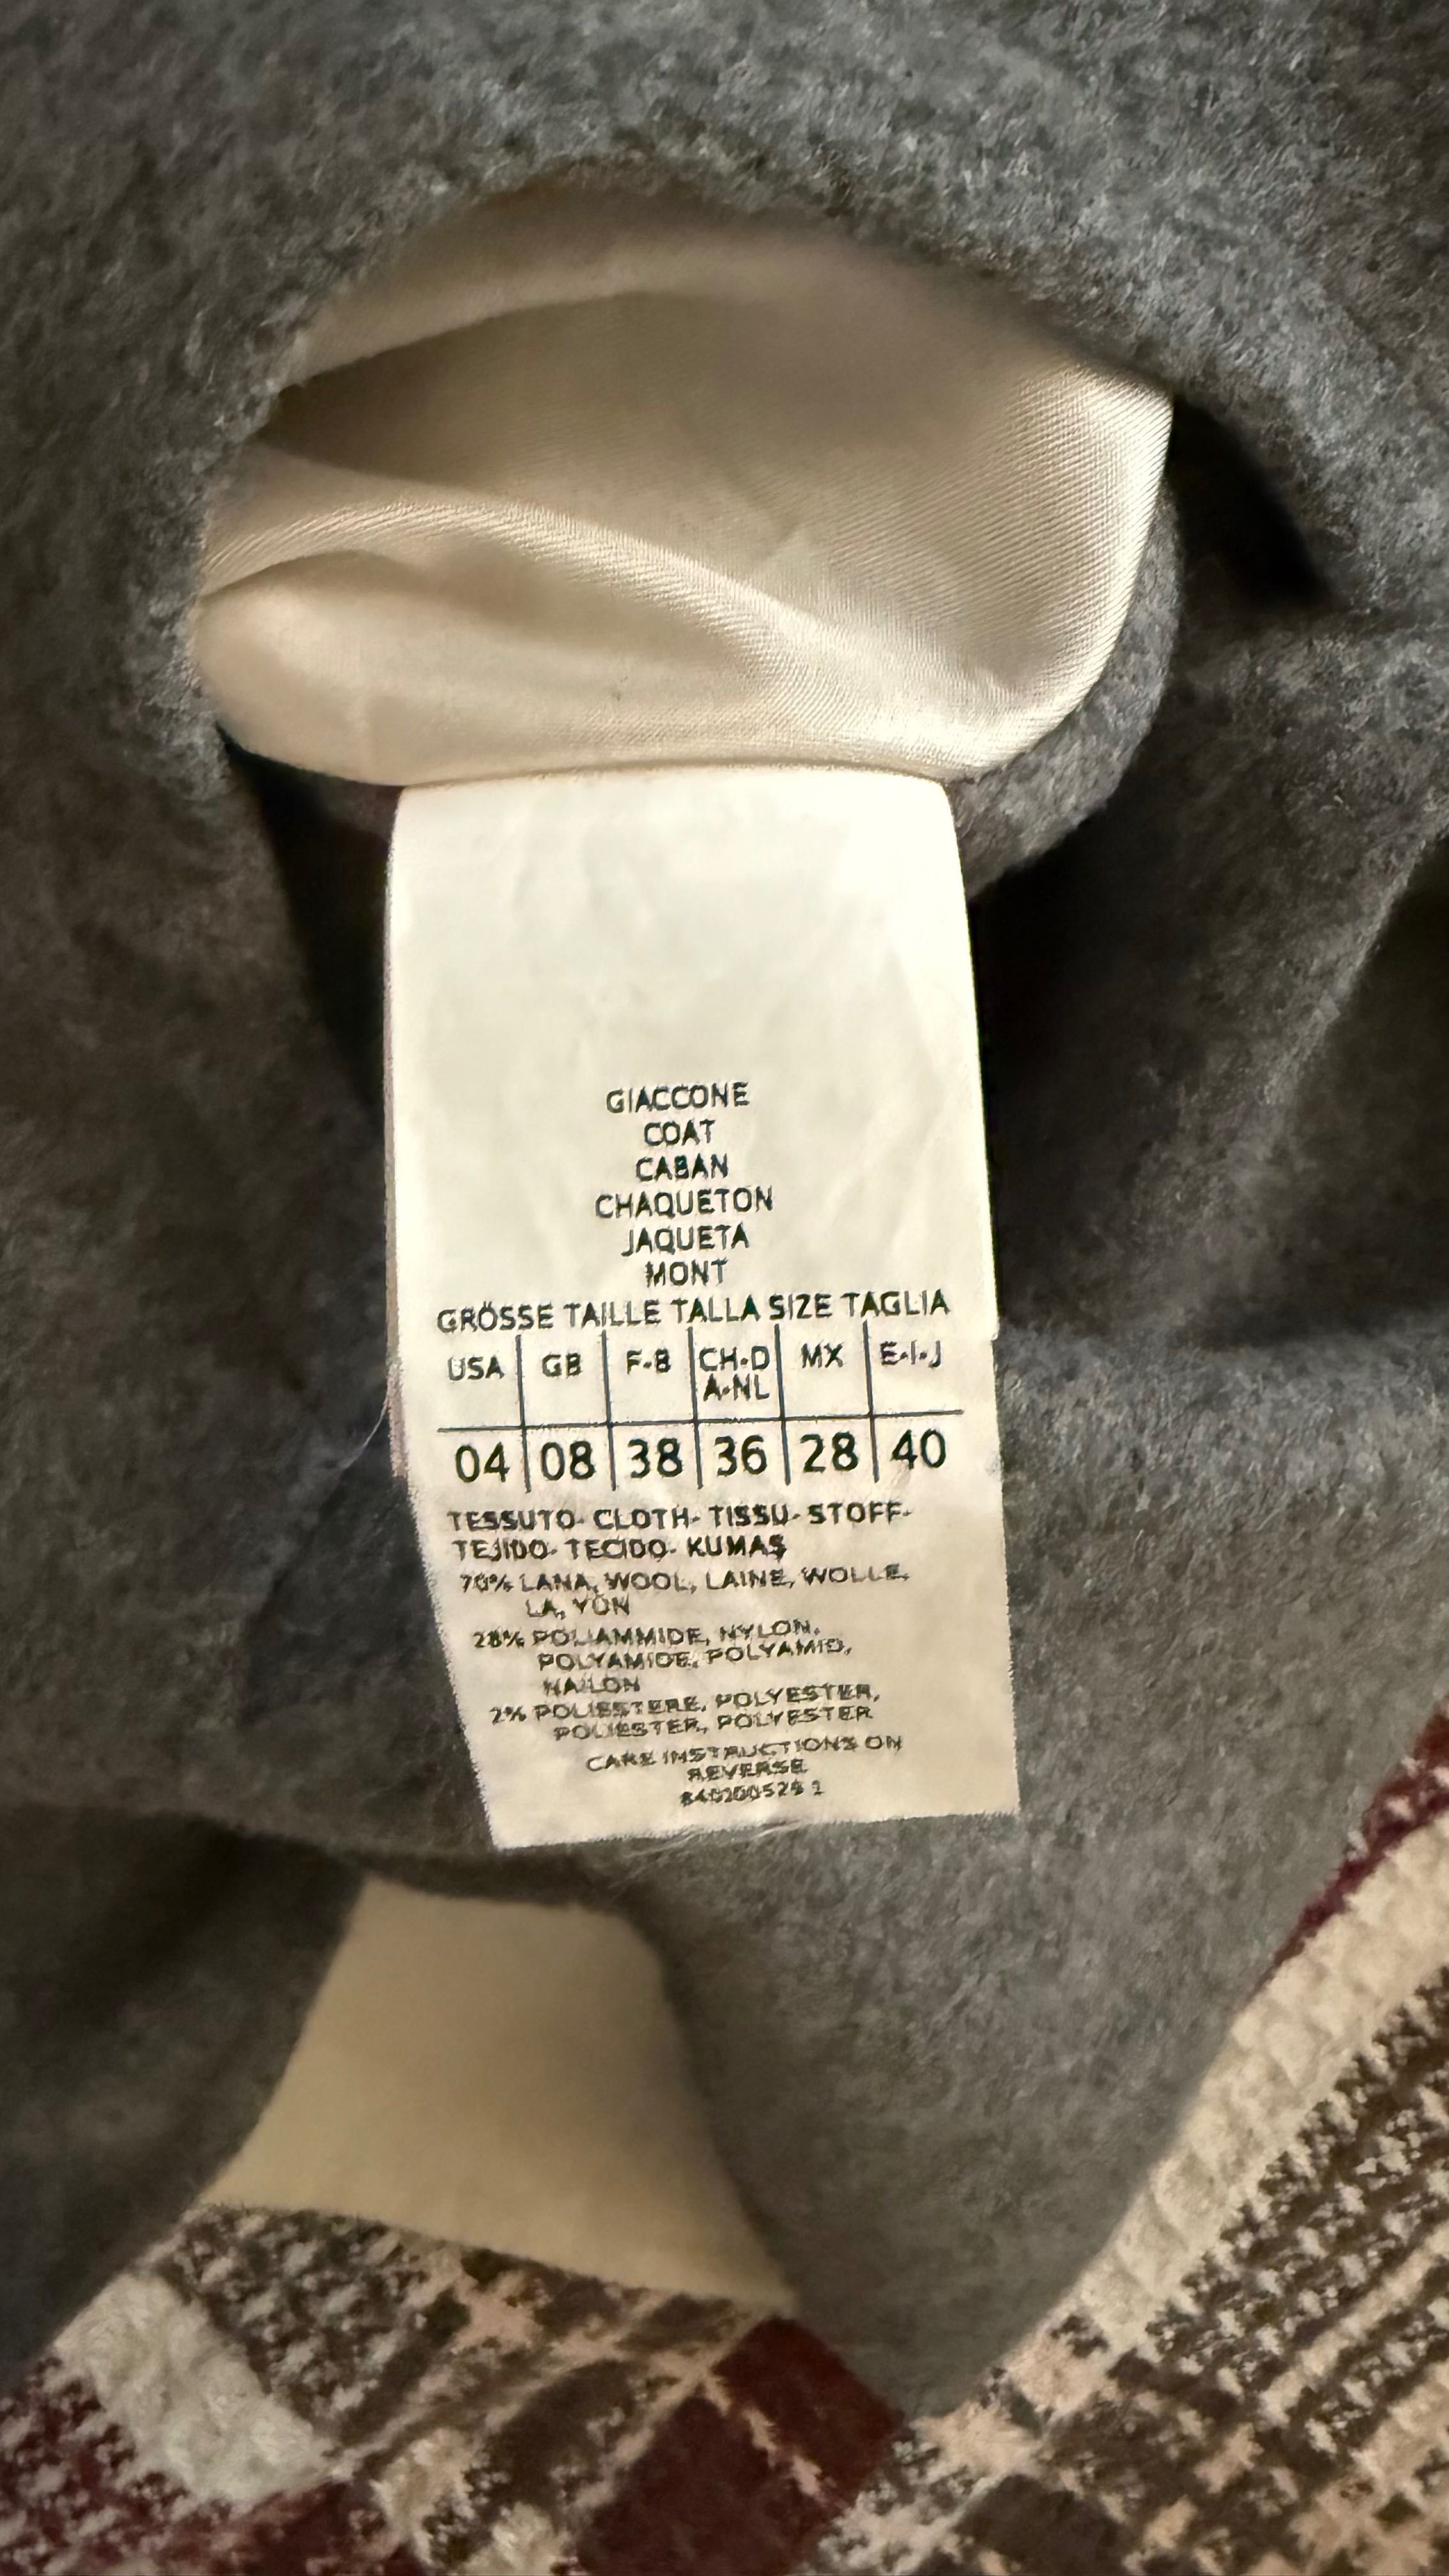 GIACCONE
COAT
CABAN
CHAQUETON
JAQUETA
MONT
GRÖSSE TAILLE TALLA SIZE TAGLIA
USA GB F-B CH-D A-NL MX E-I-J
04 08 38 36 28 40
TESSUTO- CLOTH- TISSU- STOFF-
TEJIDO- TECIDO- KUMAŞ
70% LANA, WOOL, LAINE, WOLLE,
LA, YÜN
28% POLIAMMIDE, NYLON,
POLYAMIDE, POLYAMID,
NAILON
2% POLIESTERE, POLYESTER,
POLIESTER, POLYESTER
CARE INSTRUCTIONS ON
REVERSE